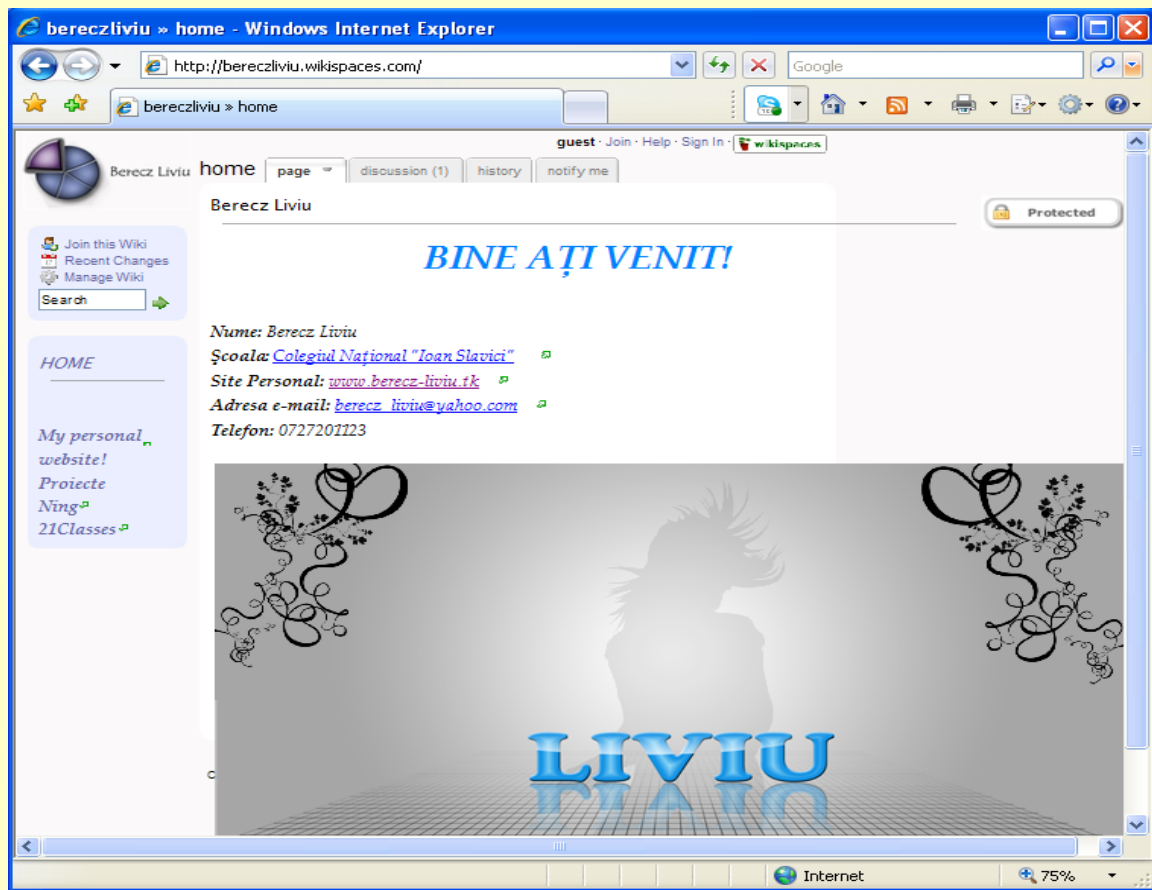 bereczliviu » home - Windows Internet Explorer
http://bereczliviu.wikispaces.com/
Google
bereczliviu » home
guest · Join · Help · Sign In · wikispaces
Berecz Liviu
home page discussion (1) history notify me
Berecz Liviu
Protected
Join this Wiki
Recent Changes
Manage Wiki
Search
BINE AȚI VENIT!
HOME
My personal
website!
Proiecte
Ning
21Classes
Nume: Berecz Liviu
Școala: Colegiul Național "Ioan Slavici"
Site Personal: www.berecz-liviu.tk
Adresa e-mail: berecz_liviu@yahoo.com
Telefon: 0727201123
LIVIU
Internet
75%